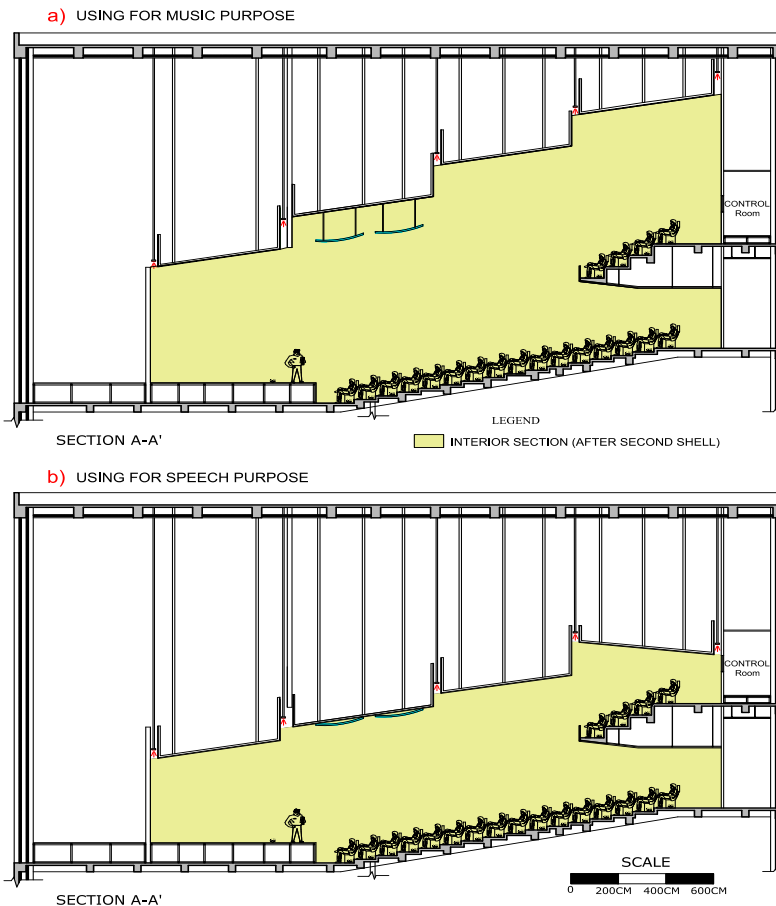 a) USING FOR MUSIC PURPOSE
CONTROL
Room
LEGEND
SECTION A-A'
INTERIOR SECTION (AFTER SECOND SHELL)
b) USING FOR SPEECH PURPOSE
CONTROL
Room
SCALE
0 200CM 400CM 600CM
SECTION A-A'